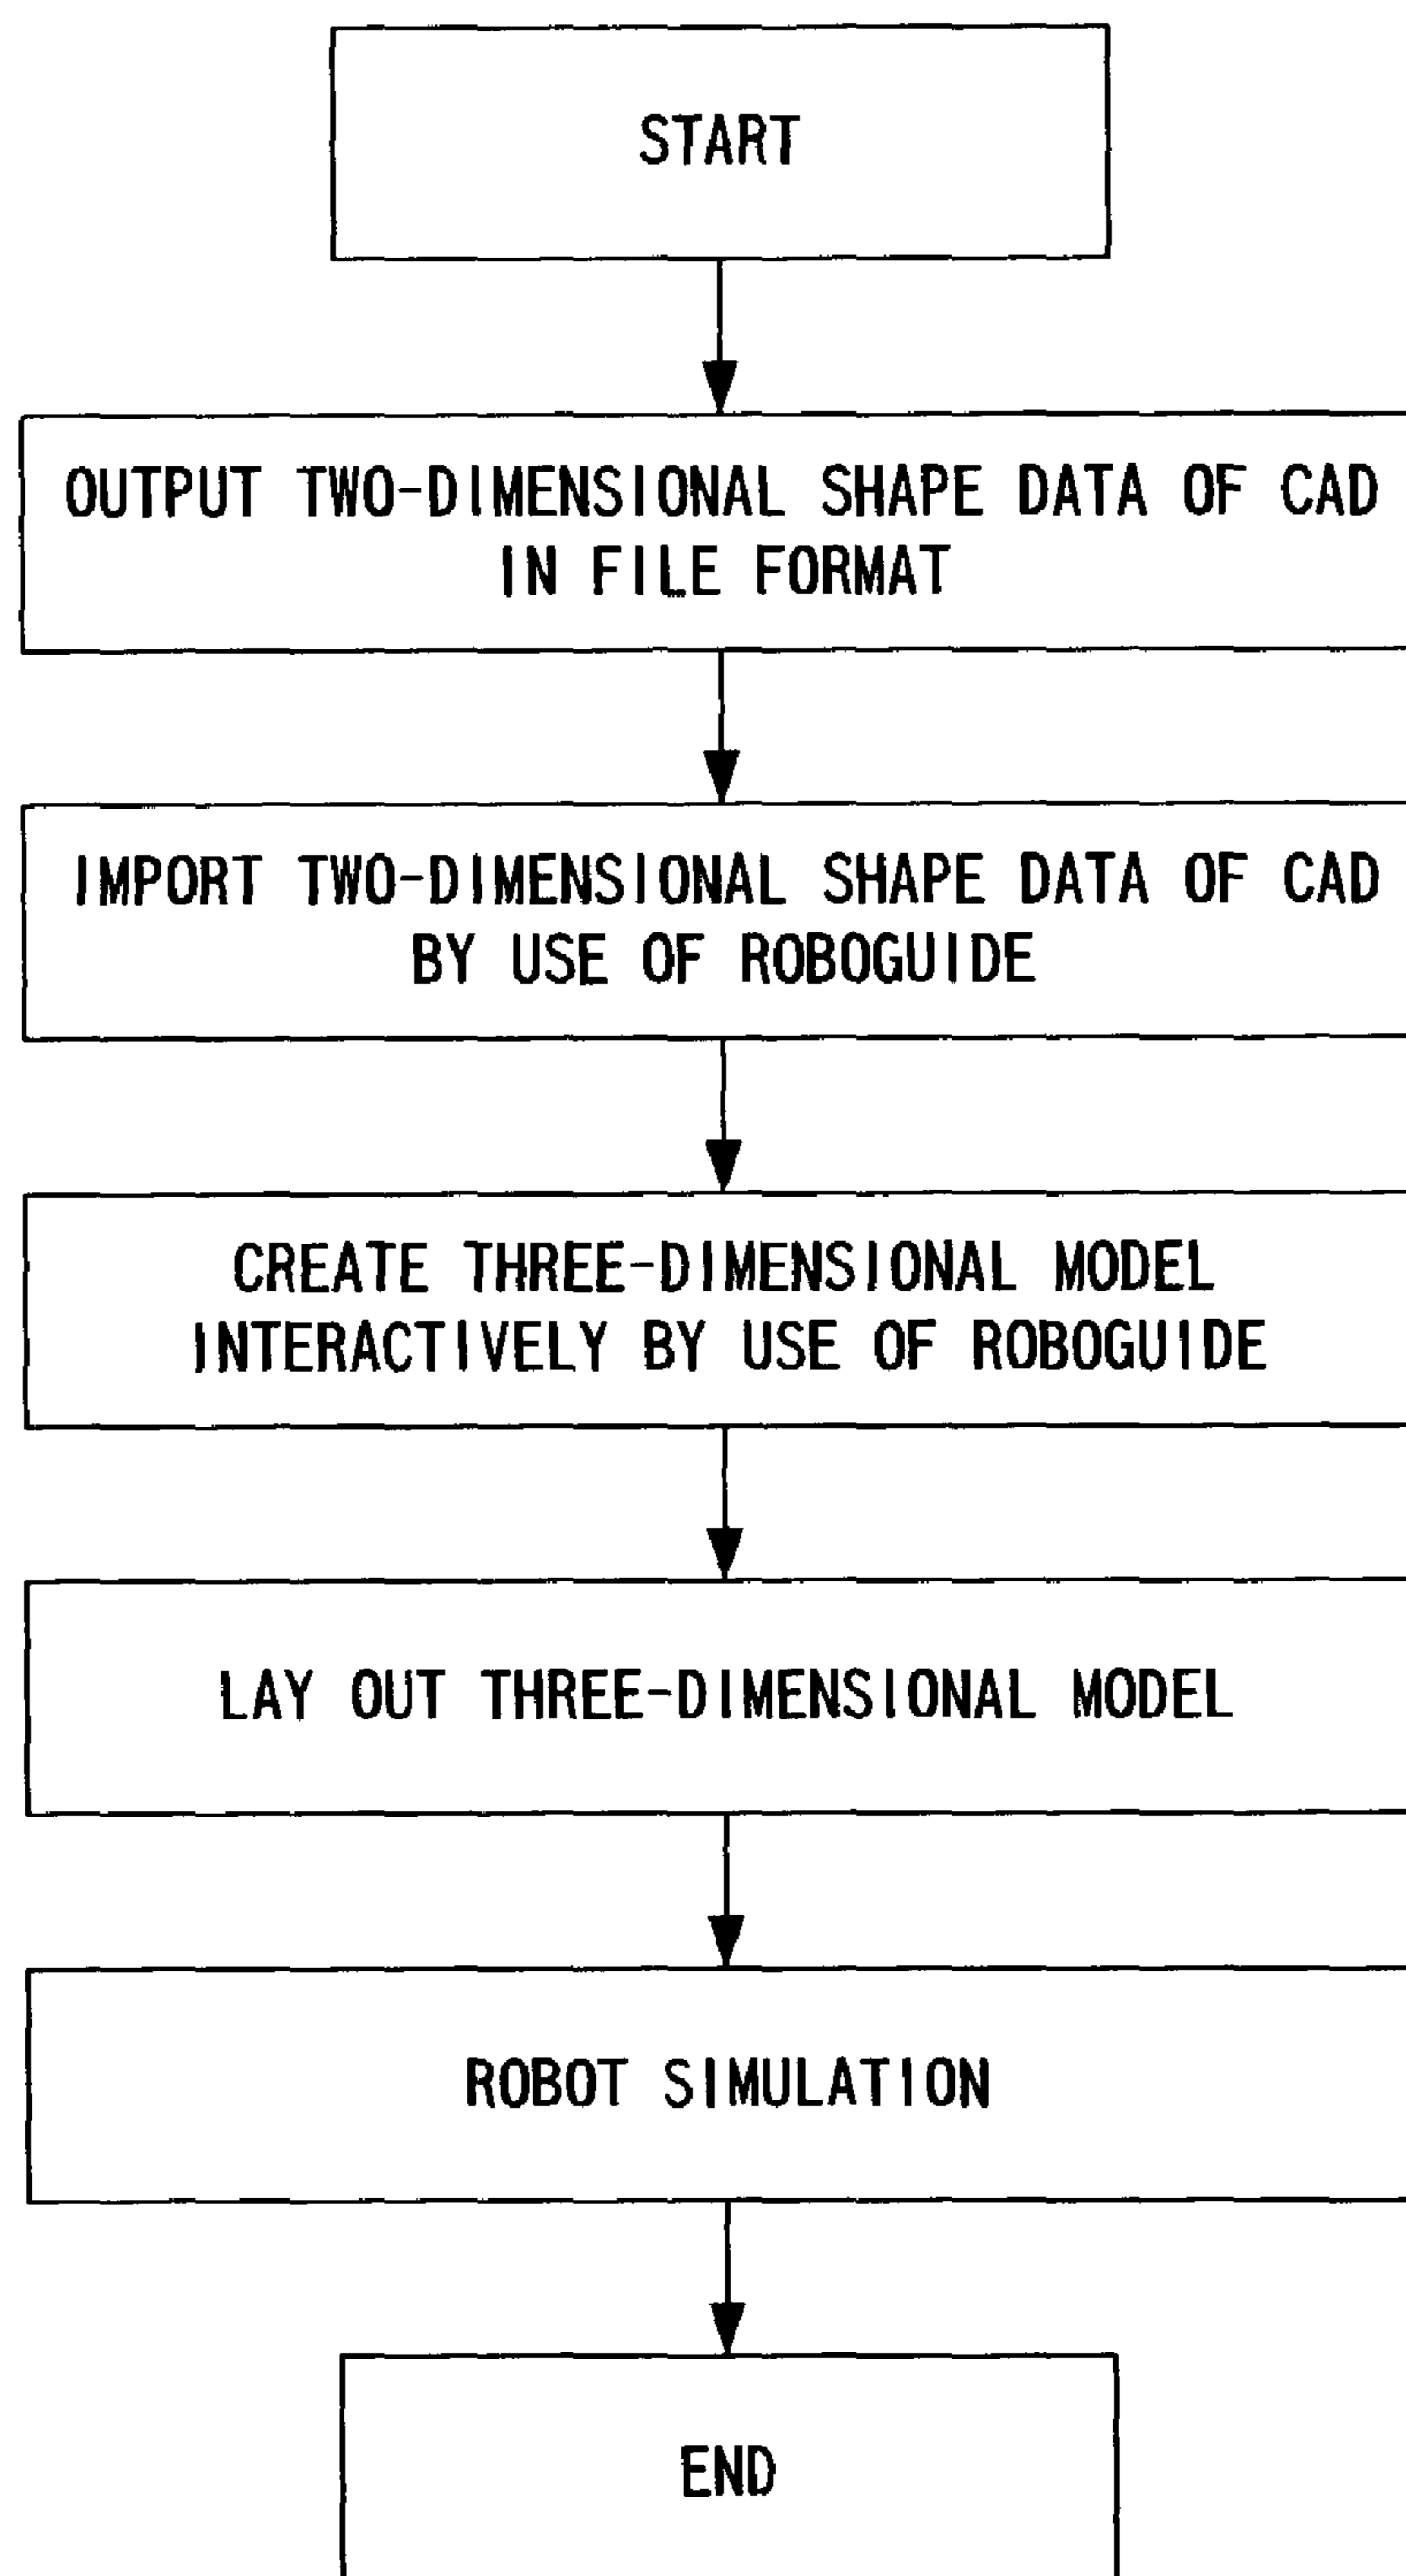 START
OUTPUT TWO-DIMENSIONAL SHAPE DATA OF CAD
IN FILE FORMAT
IMPORT TWO-DIMENSIONAL SHAPE DATA OF CAD
BY USE OF ROBOGUIDE
CREATE THREE-DIMENSIONAL MODEL
INTERACTIVELY BY USE OF ROBOGUIDE
LAY OUT THREE-DIMENSIONAL MODEL
ROBOT SIMULATION
END